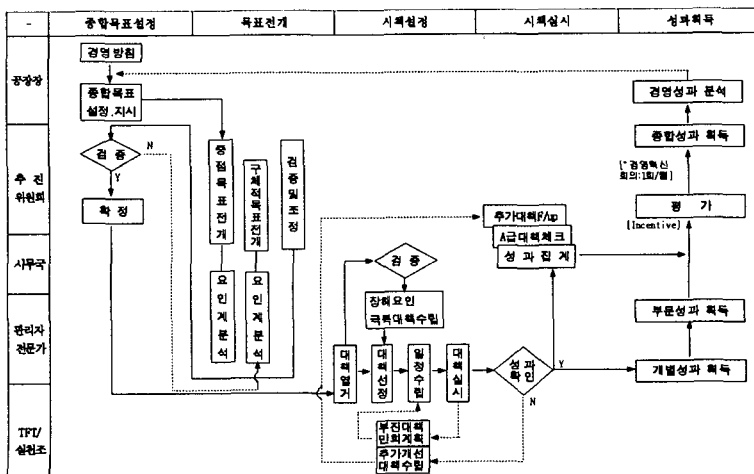 -
종합목표설정
목표전개
시책설정
시책실시
성과획득
공장장
추 진
위원회
사무국
관리자
전문가
TFT/
실천조
경영방침
종합목표
설정.지시
검 증
N
Y
확 정
중점목표전개
요인계분석
구체적목표전개
요인계분석
검증및조정
검 증
장해요인
극복대책수립
대책열거
대책선정
일정수립
대책실시
부진대책
만회계획
추가개선
대책수립
추가대책F/up
A급대책체크
성 과 집 계
성과
확인
Y
N
경영성과 분석
종합성과 획득
[*경영혁신
회의:1회/월]
평 가
[Incentive]
부문성과 획득
개별성과 획득